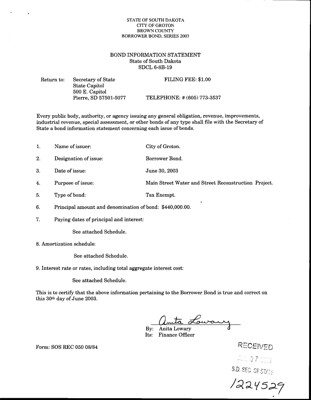 STATE OF SOUTH DAKOTA
CITY OF GROTON
BROWN COUNTY
BORROWER BOND, SERIES 2003
BOND INFORMATION STATEMENT
State of South Dakota
SDCL 6-8B-19
Return to: Secretary of State FILING FEE: $1.00
State Capitol
500 E. Capitol
Pierre, SD 57501-5077 TELEPHONE: # (605) 773-3537
Every public body, authority, or agency issuing any general obligation, revenue, improvements,
industrial revenue, special assessment, or other bonds of any type shall file with the Secretary of
State a bond information statement concerning each issue of bonds.
1. Name of issuer: City of Groton.
2. Designation of issue: Borrower Bond.
3. Date of issue: June 30, 2003
4. Purpose of issue: Main Street Water and Street Reconstruction Project.
5. Type of bond: Tax Exempt.
6. Principal amount and denomination of bond: $440,000.00.
7. Paying dates of principal and interest:
See attached Schedule.
8. Amortization schedule:
See attached Schedule.
9. Interest rate or rates, including total aggregate interest cost:
See attached Schedule.
This is to certify that the above information pertaining to the Borrower Bond is true and correct on
this 30th day of June 2003.
Anita Lowary
By: Anita Lowary
Its: Finance Officer
Form: SOS REC 050 08/94
RECEIVED
S.D. SEC. OF STATE
1224529